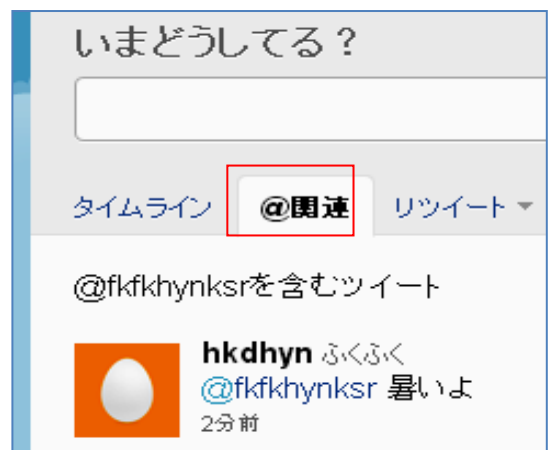 いまどうしてる？
タイムライン @関連 リツイート
@fkfkhynksrを含むツイート
hkdhyn ふくふく
@fkfkhynksr 暑いよ
2分前